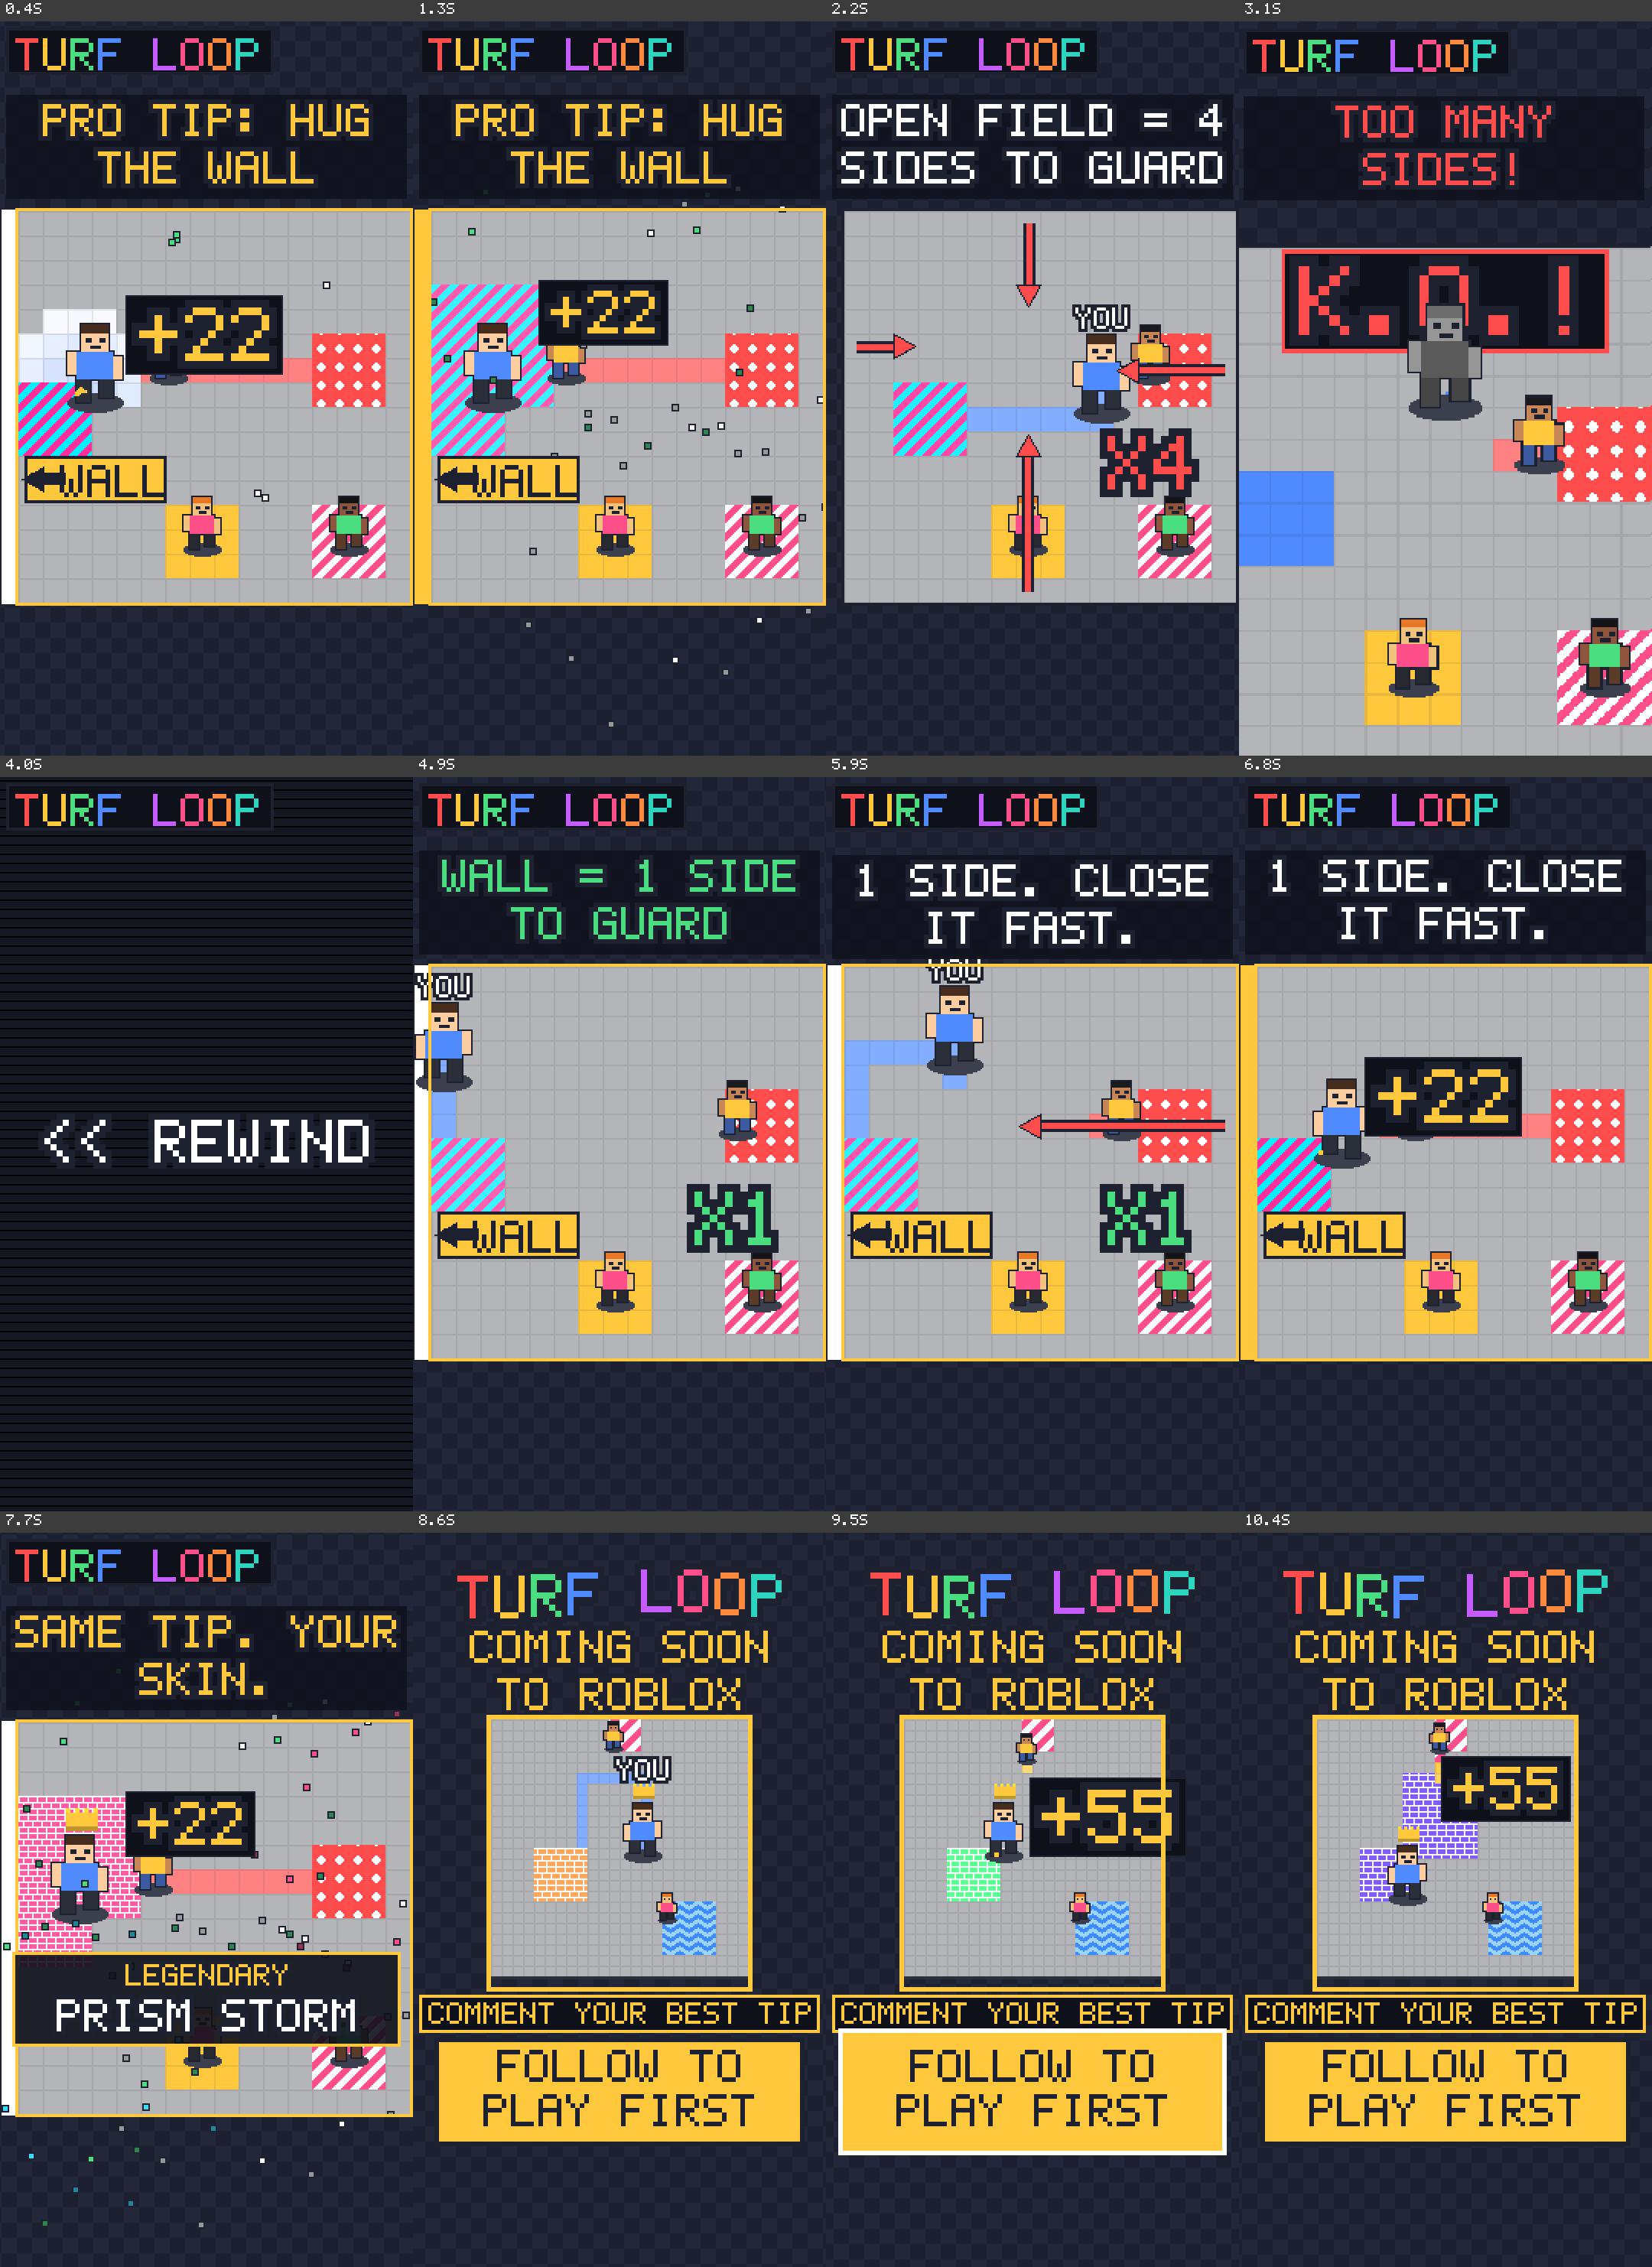 0.4S
TURF LOOP
PRO TIP: HUG
THE WALL
+22
WALL
1.3S
TURF LOOP
PRO TIP: HUG
THE WALL
+22
WALL
2.2S
TURF LOOP
OPEN FIELD = 4
SIDES TO GUARD
YOU
X4
3.1S
TURF LOOP
TOO MANY
SIDES!
K.O.!
4.0S
TURF LOOP
<< REWIND
4.9S
TURF LOOP
WALL = 1 SIDE
TO GUARD
YOU
X1
WALL
5.9S
TURF LOOP
1 SIDE. CLOSE
IT FAST.
YOU
X1
WALL
6.8S
TURF LOOP
1 SIDE. CLOSE
IT FAST.
+22
WALL
7.7S
TURF LOOP
SAME TIP. YOUR
SKIN.
+22
LEGENDARY
PRISM STORM
8.6S
TURF LOOP
COMING SOON
TO ROBLOX
YOU
COMMENT YOUR BEST TIP
FOLLOW TO
PLAY FIRST
9.5S
TURF LOOP
COMING SOON
TO ROBLOX
+55
COMMENT YOUR BEST TIP
FOLLOW TO
PLAY FIRST
10.4S
TURF LOOP
COMING SOON
TO ROBLOX
+55
COMMENT YOUR BEST TIP
FOLLOW TO
PLAY FIRST